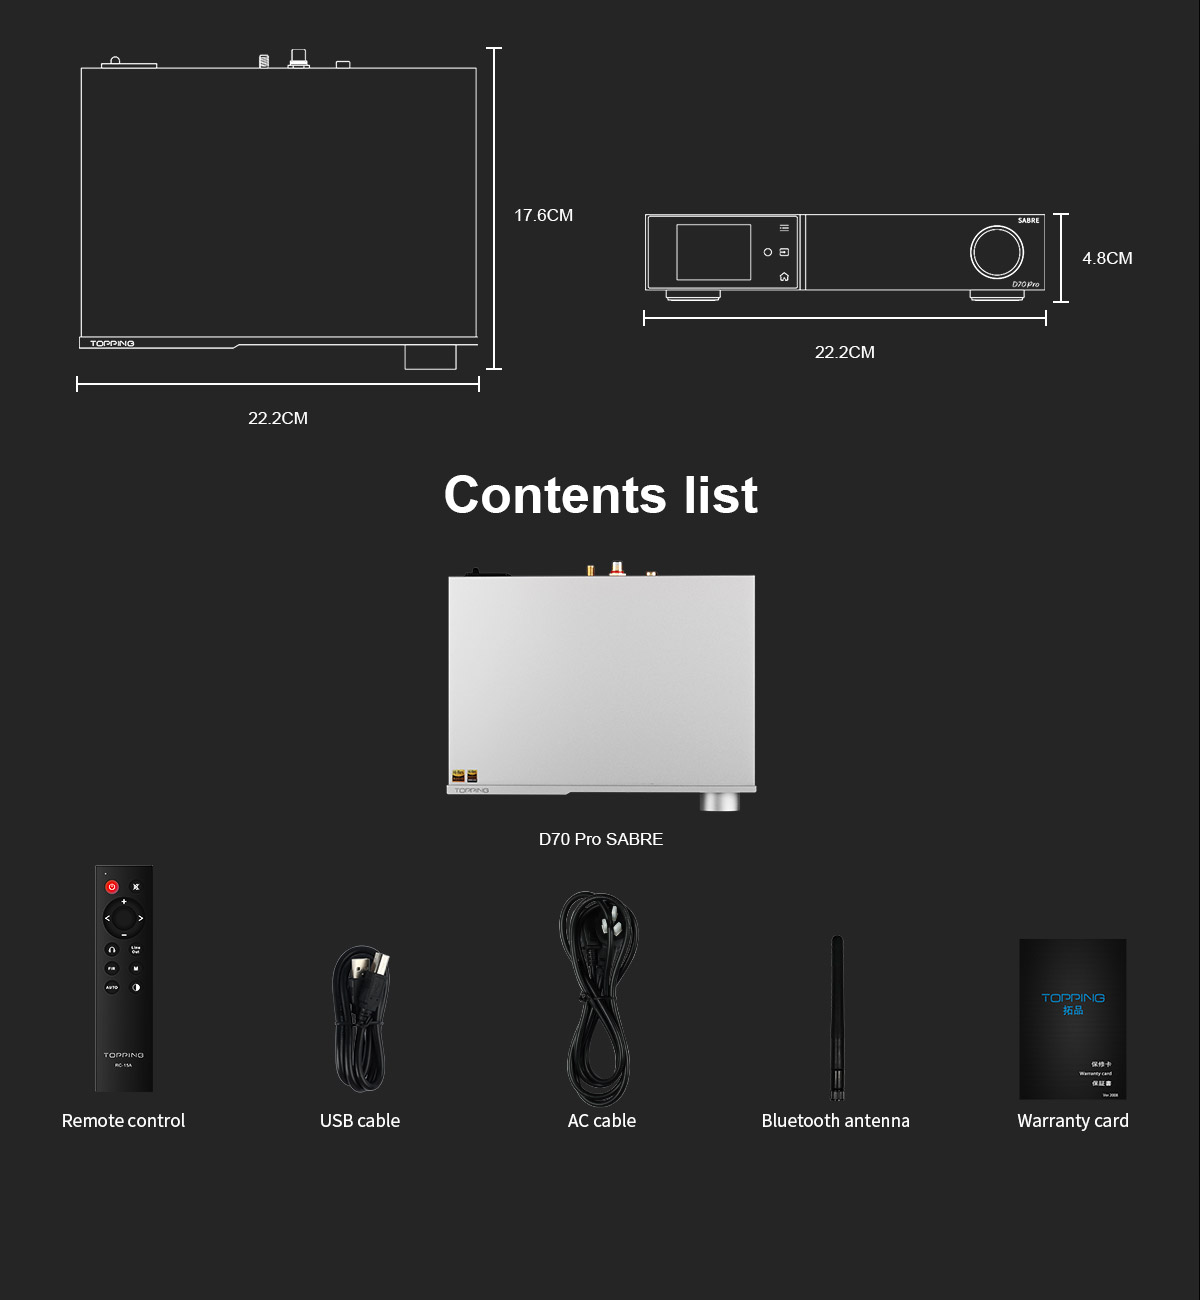 17.6CM
SABRE
4.8CM
D70 Pro
TOPPING
22.2CM
22.2CM
Contents list
TOPPING
D70 Pro SABRE
Line
Out
FIR
M
AUTO
TOPPING
RC-15A
TOPPING
拓品
保修卡
Warranty card
保証書
Remote control
USB cable
AC cable
Bluetooth antenna
Warranty card